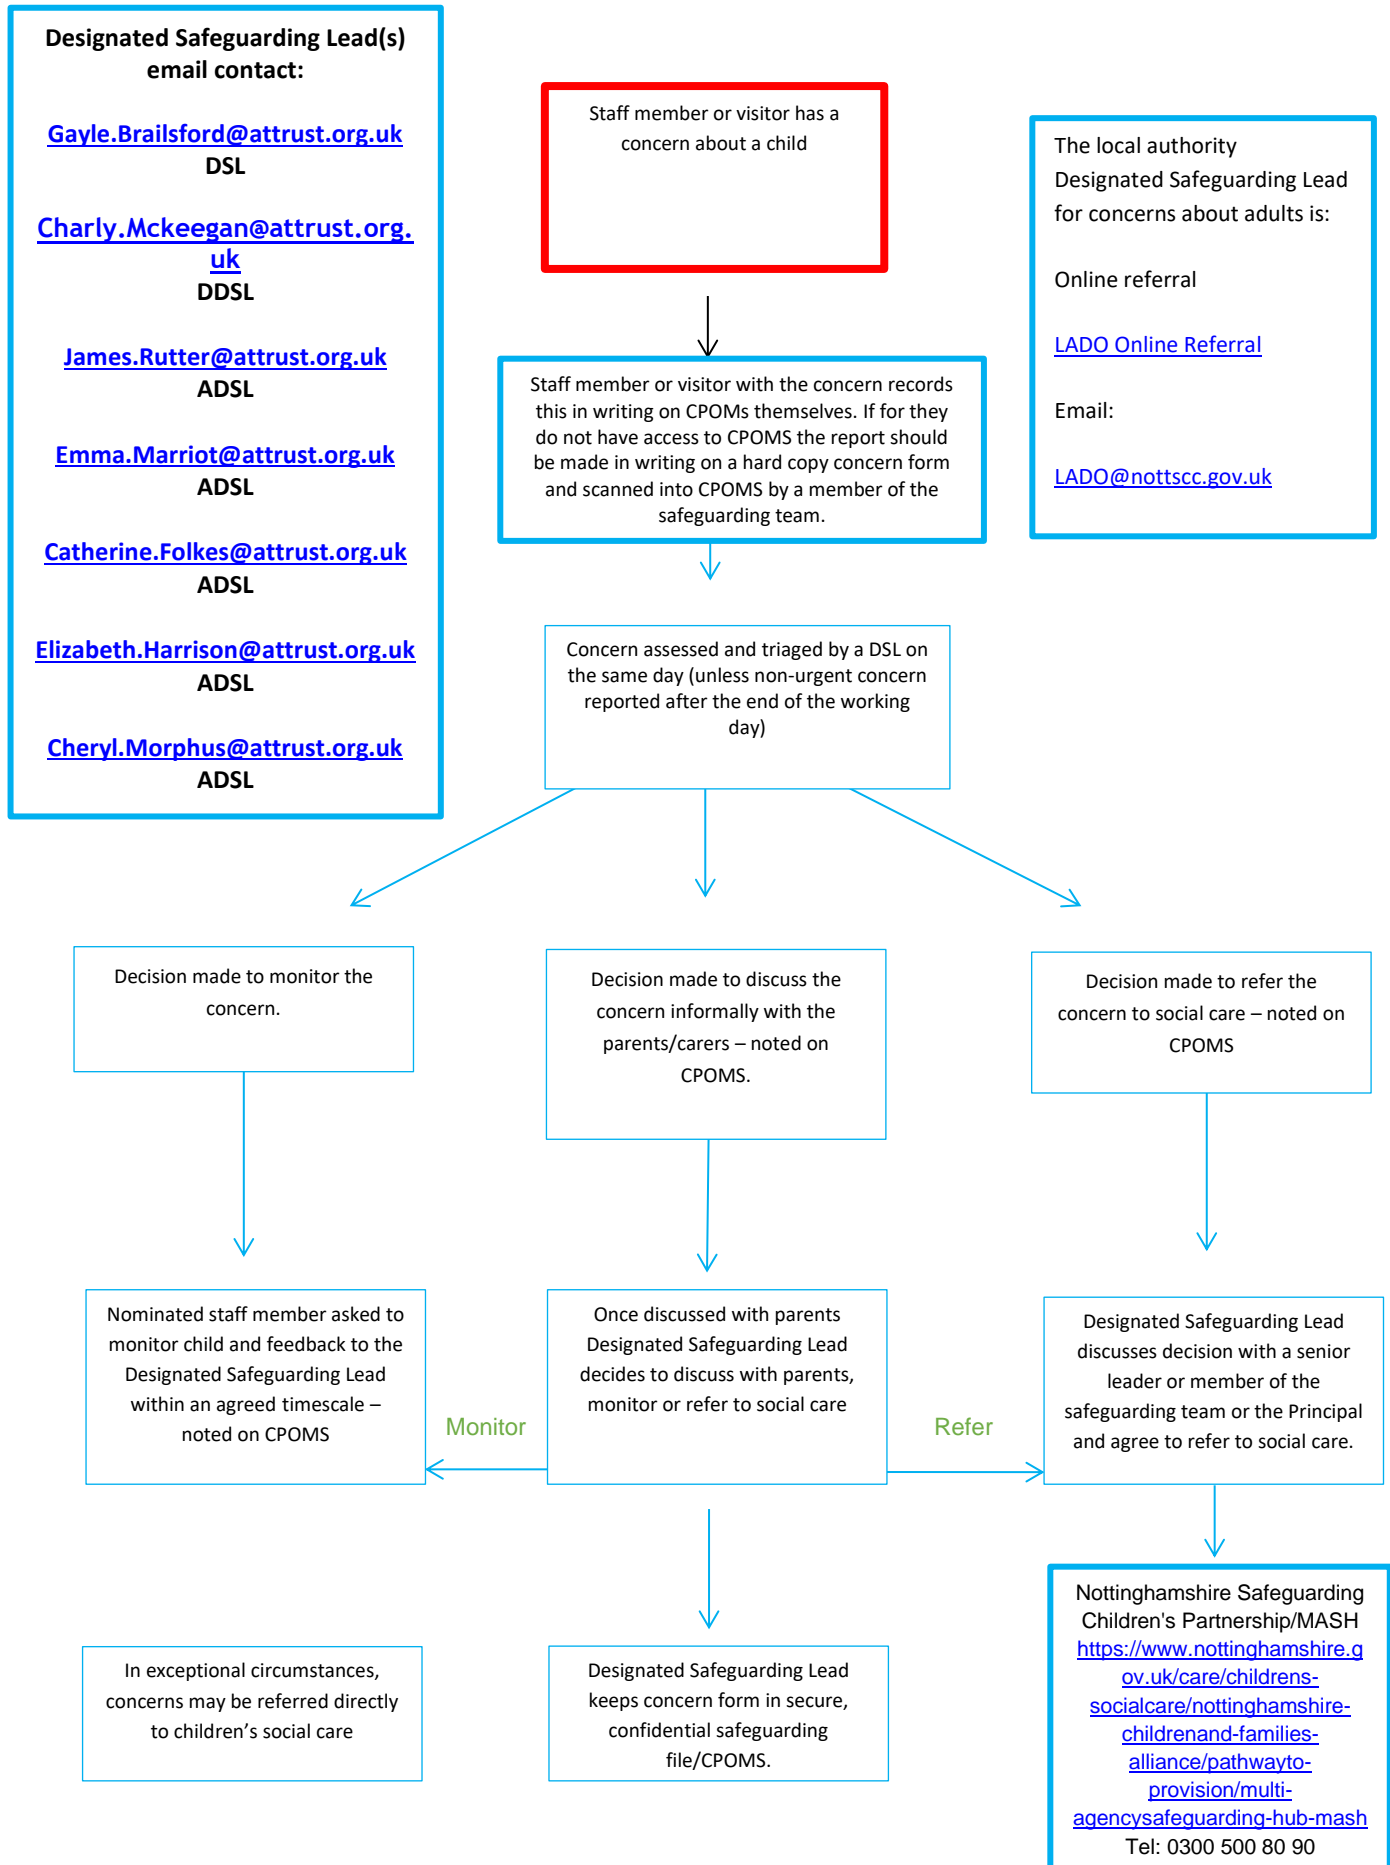 Designated Safeguarding Lead(s)
email contact:
Gayle.Brailsford@attrust.org.uk
DSL
Charly.Mckeegan@attrust.org.
uk
DDSL
James.Rutter@attrust.org.uk
ADSL
Emma.Marriot@attrust.org.uk
ADSL
Catherine.Folkes@attrust.org.uk
ADSL
Elizabeth.Harrison@attrust.org.uk
ADSL
Cheryl.Morphus@attrust.org.uk
ADSL
Staff member or visitor has a
concern about a child
The local authority
Designated Safeguarding Lead
for concerns about adults is:
Online referral
LADO Online Referral
Email:
LADO@nottscc.gov.uk
Staff member or visitor with the concern records
this in writing on CPOMs themselves. If for they
do not have access to CPOMS the report should
be made in writing on a hard copy concern form
and scanned into CPOMS by a member of the
safeguarding team.
Concern assessed and triaged by a DSL on
the same day (unless non-urgent concern
reported after the end of the working
day)
Decision made to monitor the
concern.
Decision made to discuss the
concern informally with the
parents/carers – noted on
CPOMS.
Decision made to refer the
concern to social care – noted on
CPOMS
Nominated staff member asked to
monitor child and feedback to the
Designated Safeguarding Lead
within an agreed timescale –
noted on CPOMS
Monitor
Once discussed with parents
Designated Safeguarding Lead
decides to discuss with parents,
monitor or refer to social care
Refer
Designated Safeguarding Lead
discusses decision with a senior
leader or member of the
safeguarding team or the Principal
and agree to refer to social care.
In exceptional circumstances,
concerns may be referred directly
to children’s social care
Designated Safeguarding Lead
keeps concern form in secure,
confidential safeguarding
file/CPOMS.
Nottinghamshire Safeguarding
Children's Partnership/MASH
https://www.nottinghamshire.g
ov.uk/care/childrens-
socialcare/nottinghamshire-
childrenand-families-
alliance/pathwayto-
provision/multi-
agencysafeguarding-hub-mash
Tel: 0300 500 80 90